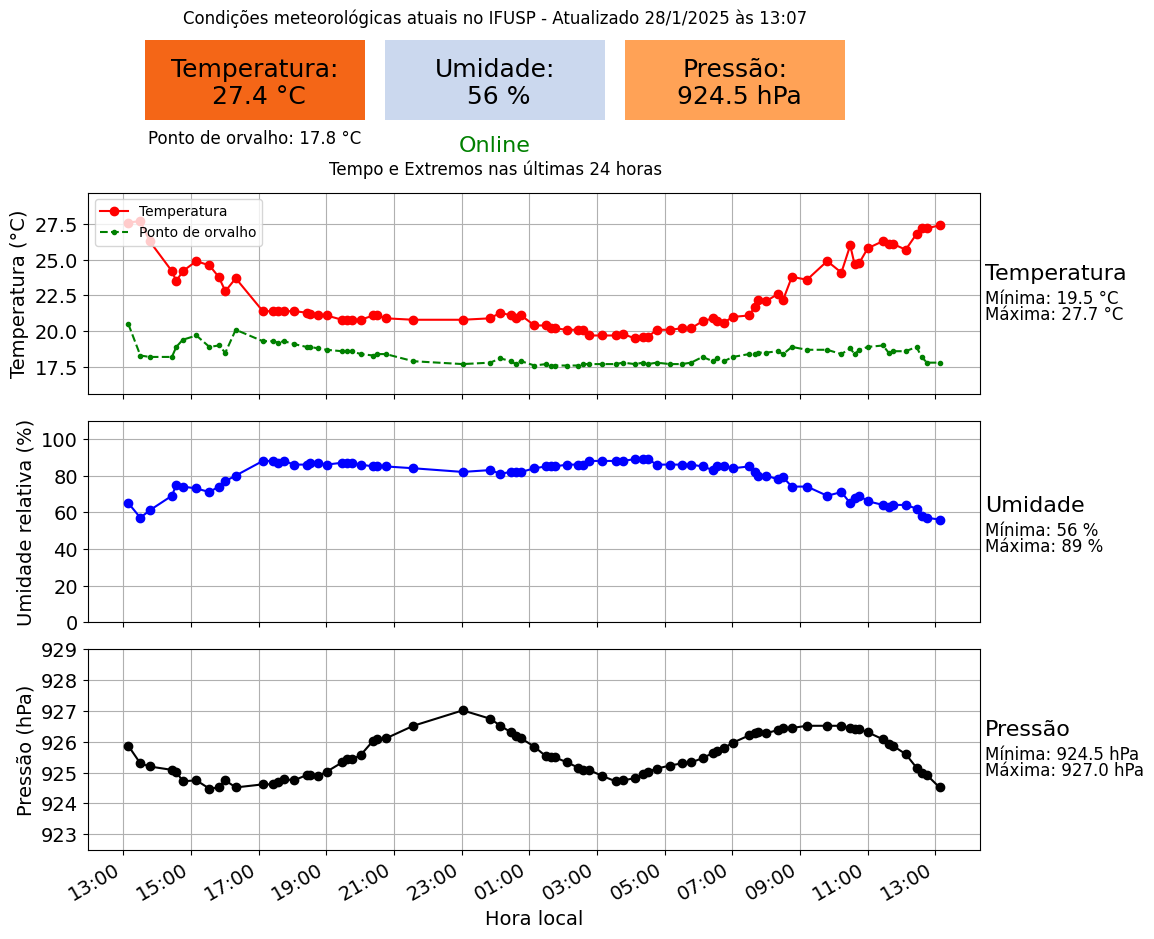 Condições meteorológicas atuais no IFUSP - Atualizado 28/1/2025 às 13:07
Temperatura:
27.4 °C
Umidade:
56 %
Pressão:
924.5 hPa
Ponto de orvalho: 17.8 °C
Online
Tempo e Extremos nas últimas 24 horas
Temperatura (°C)
27.5
25.0
22.5
20.0
17.5
Temperatura
Ponto de orvalho
Temperatura
Mínima: 19.5 °C
Máxima: 27.7 °C
Umidade relativa (%)
100
80
60
40
20
0
Umidade
Mínima: 56 %
Máxima: 89 %
Pressão (hPa)
929
928
927
926
925
924
923
Pressão
Mínima: 924.5 hPa
Máxima: 927.0 hPa
13:00 15:00 17:00 19:00 21:00 23:00 01:00 03:00 05:00 07:00 09:00 11:00 13:00
Hora local